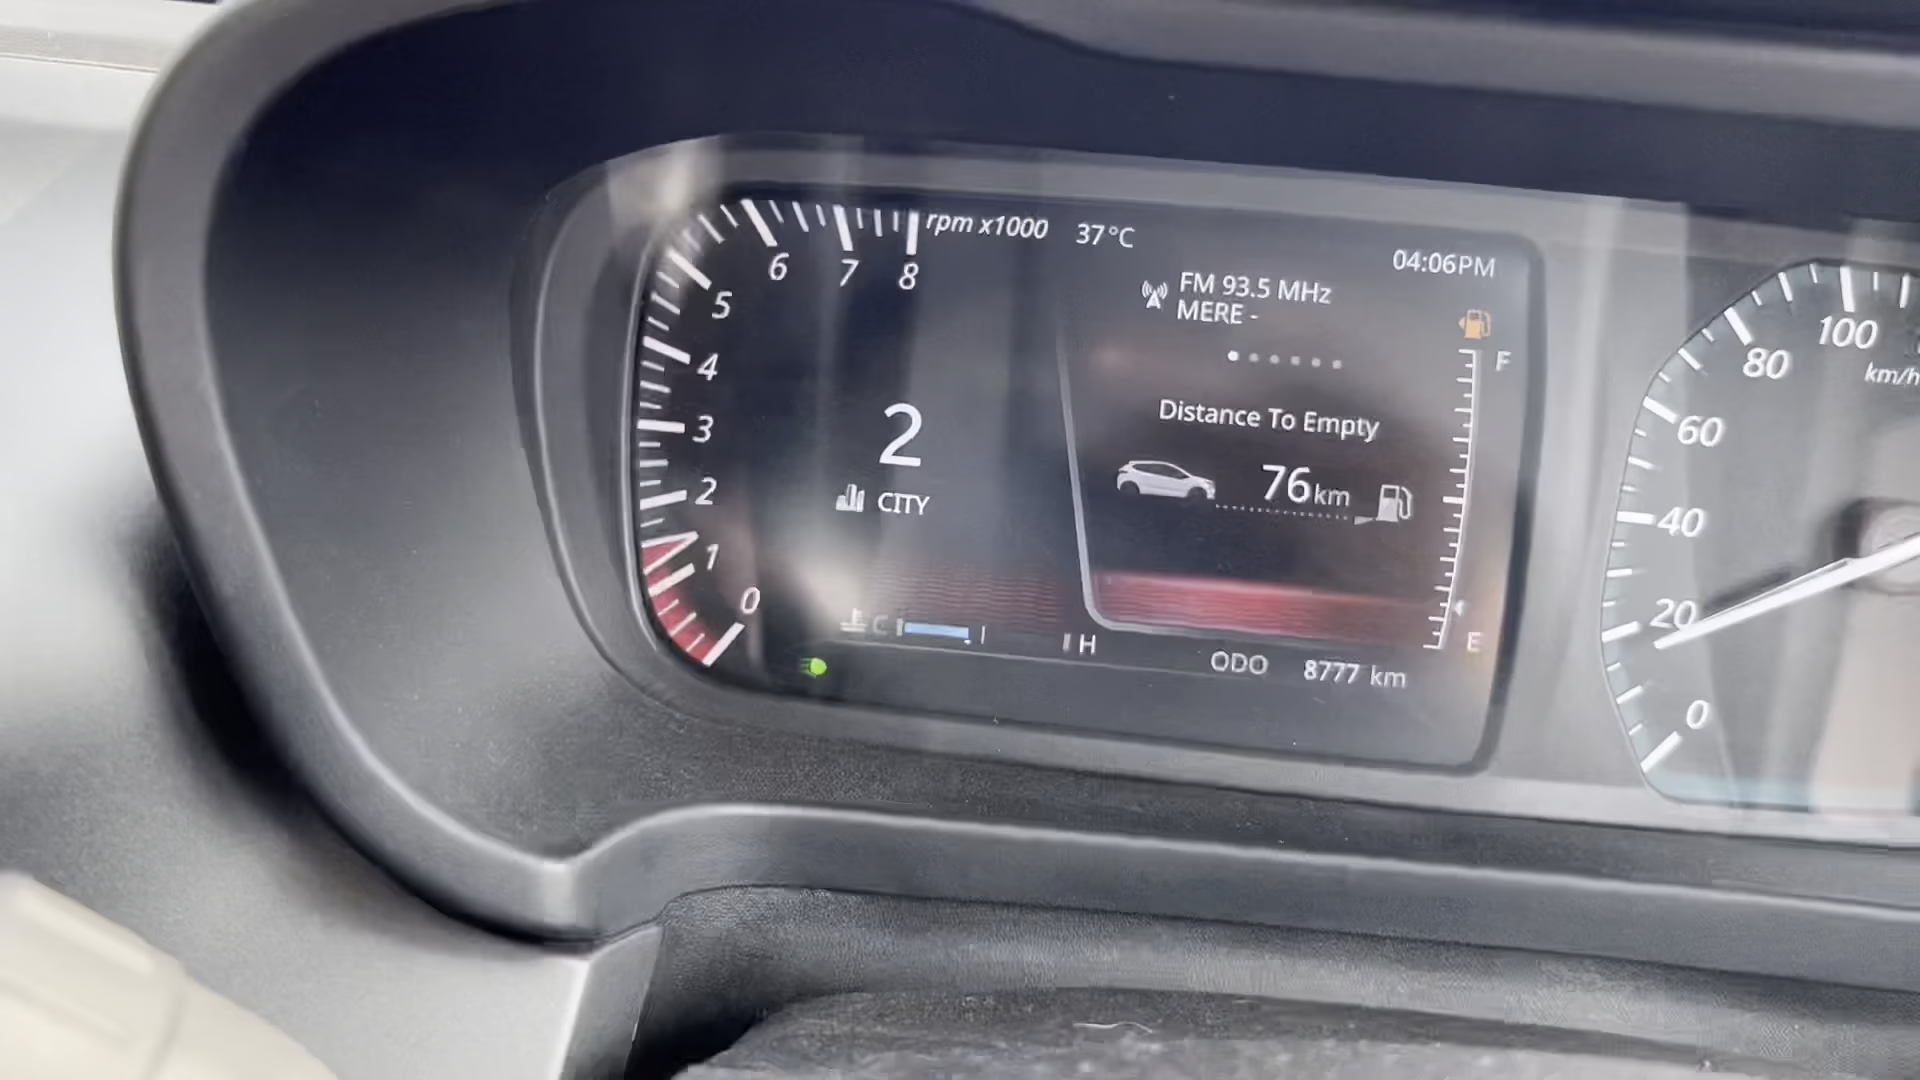 rpm x1000
37°C
04:06PM
FM 93.5 MHz
MERE -
6
7
8
5
4
3
2
1
0
2
CITY
Distance To Empty
76 km
F
E
C
H
ODO 8777 km
100
80
km/h
60
40
20
0